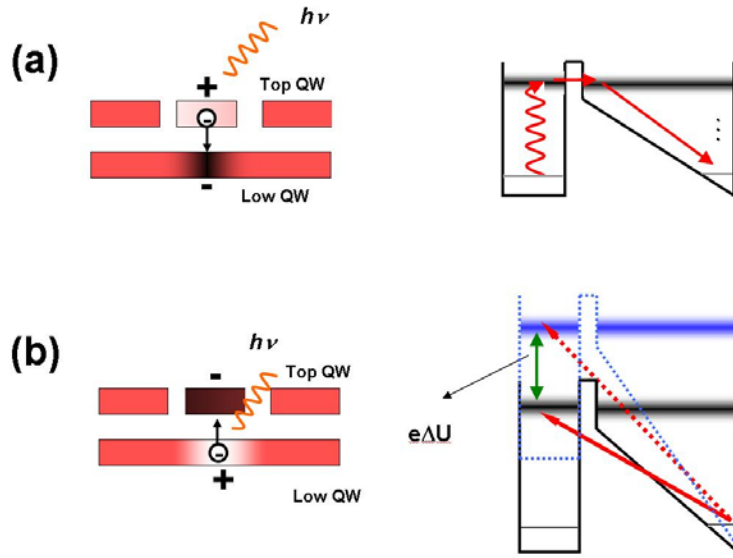 hν
(a)
Top QW
+
-
-
Low QW
...
(b)
hν
-
Top QW
-
+
Low QW
eΔU